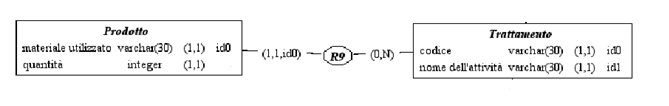 Prodotto
materiale utilizzato varchar(30) (1,1) id0
quantità integer (1,1)
(1,1,id0) R9 (0,N)
Trattamento
codice varchar(30) (1,1) id0
nome dell'attività varchar(30) (1,1) id1